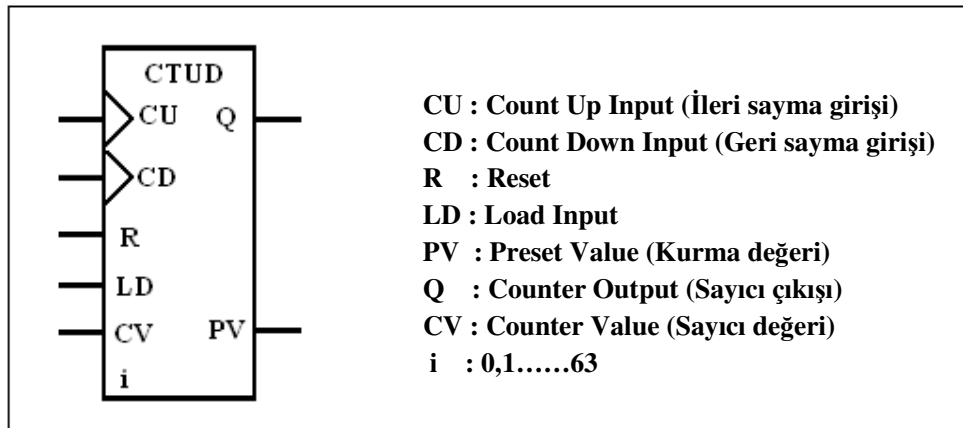 CTUD
CU Q
CD
R
LD
CV PV
i
CU : Count Up Input (İleri sayma girişi)
CD : Count Down Input (Geri sayma girişi)
R : Reset
LD : Load Input
PV : Preset Value (Kurma değeri)
Q : Counter Output (Sayıcı çıkışı)
CV : Counter Value (Sayıcı değeri)
i : 0,1......63